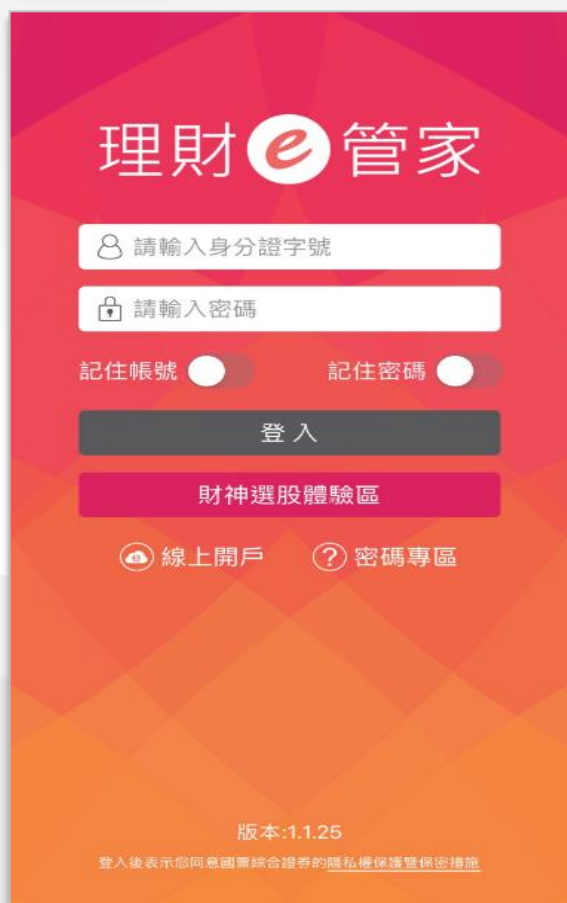 理財e管家
請輸入身分證字號
請輸入密碼
記住帳號 記住密碼
登入
財神選股體驗區
線上開戶 ? 密碼專區
版本:1.1.25
登入後表示您同意國票綜合證券的隱私權保護暨保密措施